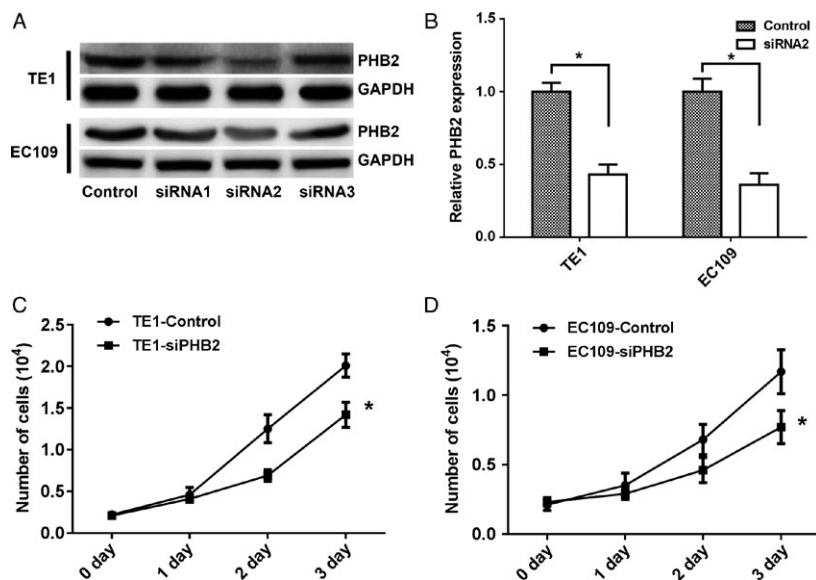 A
TE1
PHB2
GAPDH
EC109
PHB2
GAPDH
Control siRNA1 siRNA2 siRNA3
B
Control
siRNA2
Relative PHB2 expression
1.5
1.0
0.5
0.0
* *
TE1 EC109
C
TE1-Control
TE1-siPHB2
Number of cells (10⁴)
2.5
2.0
1.5
1.0
0.5
0.0
*
0 day 1 day 2 day 3 day
D
EC109-Control
EC109-siPHB2
Number of cells (10⁴)
1.5
1.0
0.5
0.0
*
0 day 1 day 2 day 3 day